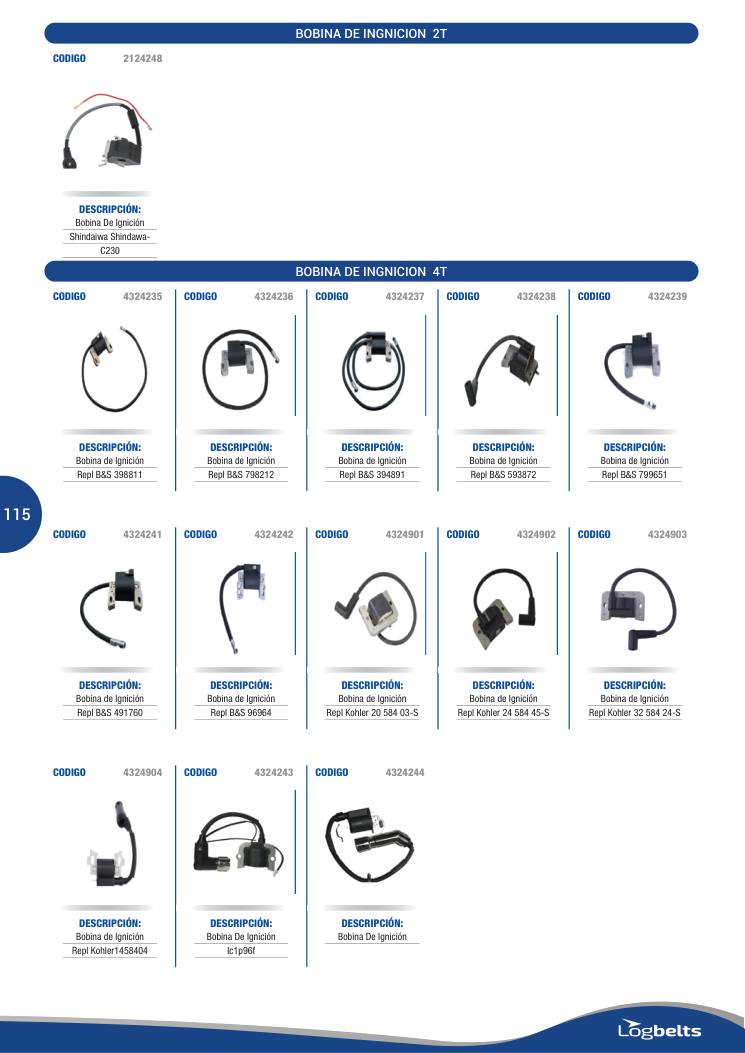 BOBINA DE INGNICION 2T
CODIGO 2124248
DESCRIPCIÓN:
Bobina De Ignición
Shindaiwa Shindawa-
C230
BOBINA DE INGNICION 4T
CODIGO 4324235
DESCRIPCIÓN:
Bobina de Ignición
Repl B&S 398811
CODIGO 4324236
DESCRIPCIÓN:
Bobina de Ignición
Repl B&S 798212
CODIGO 4324237
DESCRIPCIÓN:
Bobina de Ignición
Repl B&S 394891
CODIGO 4324238
DESCRIPCIÓN:
Bobina de Ignición
Repl B&S 593872
CODIGO 4324239
DESCRIPCIÓN:
Bobina de Ignición
Repl B&S 799651
115
CODIGO 4324241
DESCRIPCIÓN:
Bobina de Ignición
Repl B&S 491760
CODIGO 4324242
DESCRIPCIÓN:
Bobina de Ignición
Repl B&S 96964
CODIGO 4324901
DESCRIPCIÓN:
Bobina de Ignición
Repl Kohler 20 584 03-S
CODIGO 4324902
DESCRIPCIÓN:
Bobina de Ignición
Repl Kohler 24 584 45-S
CODIGO 4324903
DESCRIPCIÓN:
Bobina de Ignición
Repl Kohler 32 584 24-S
CODIGO 4324904
DESCRIPCIÓN:
Bobina de Ignición
Repl Kohler1458404
CODIGO 4324243
DESCRIPCIÓN:
Bobina De Ignición
Ic1p96f
CODIGO 4324244
DESCRIPCIÓN:
Bobina De Ignición
Logbelts